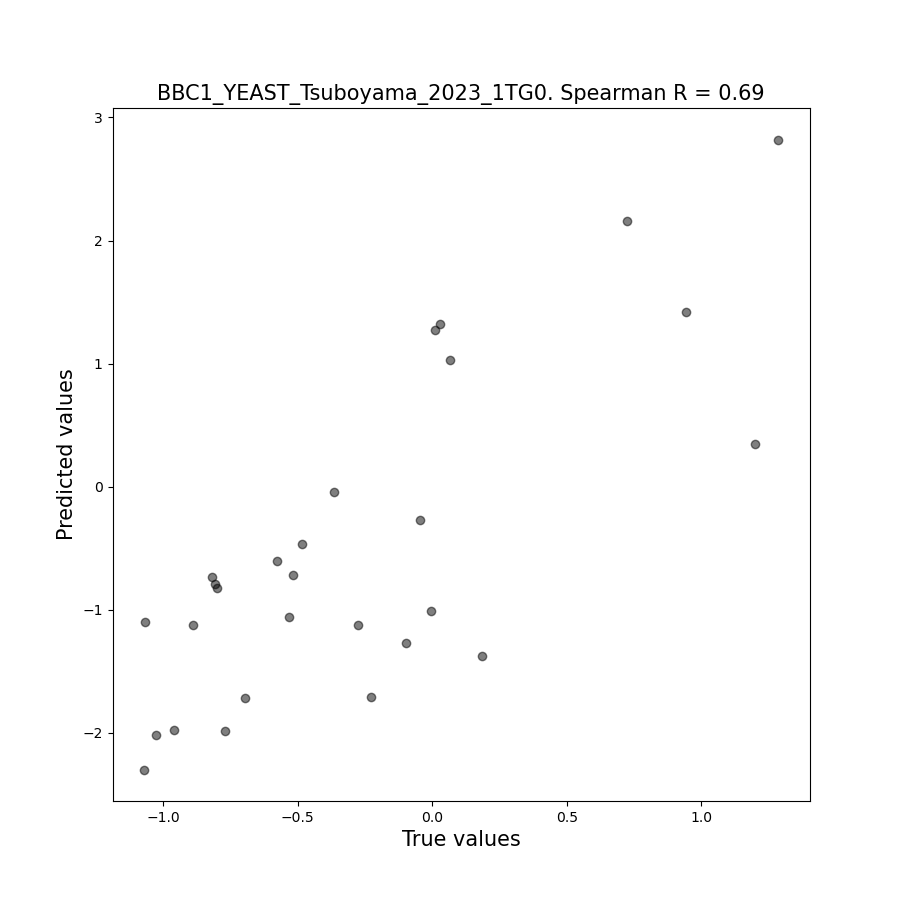 BBC1_YEAST_Tsuboyama_2023_1TG0. Spearman R = 0.69
3
2
1
0
−1
−2
Predicted values
−1.0 −0.5 0.0 0.5 1.0
True values